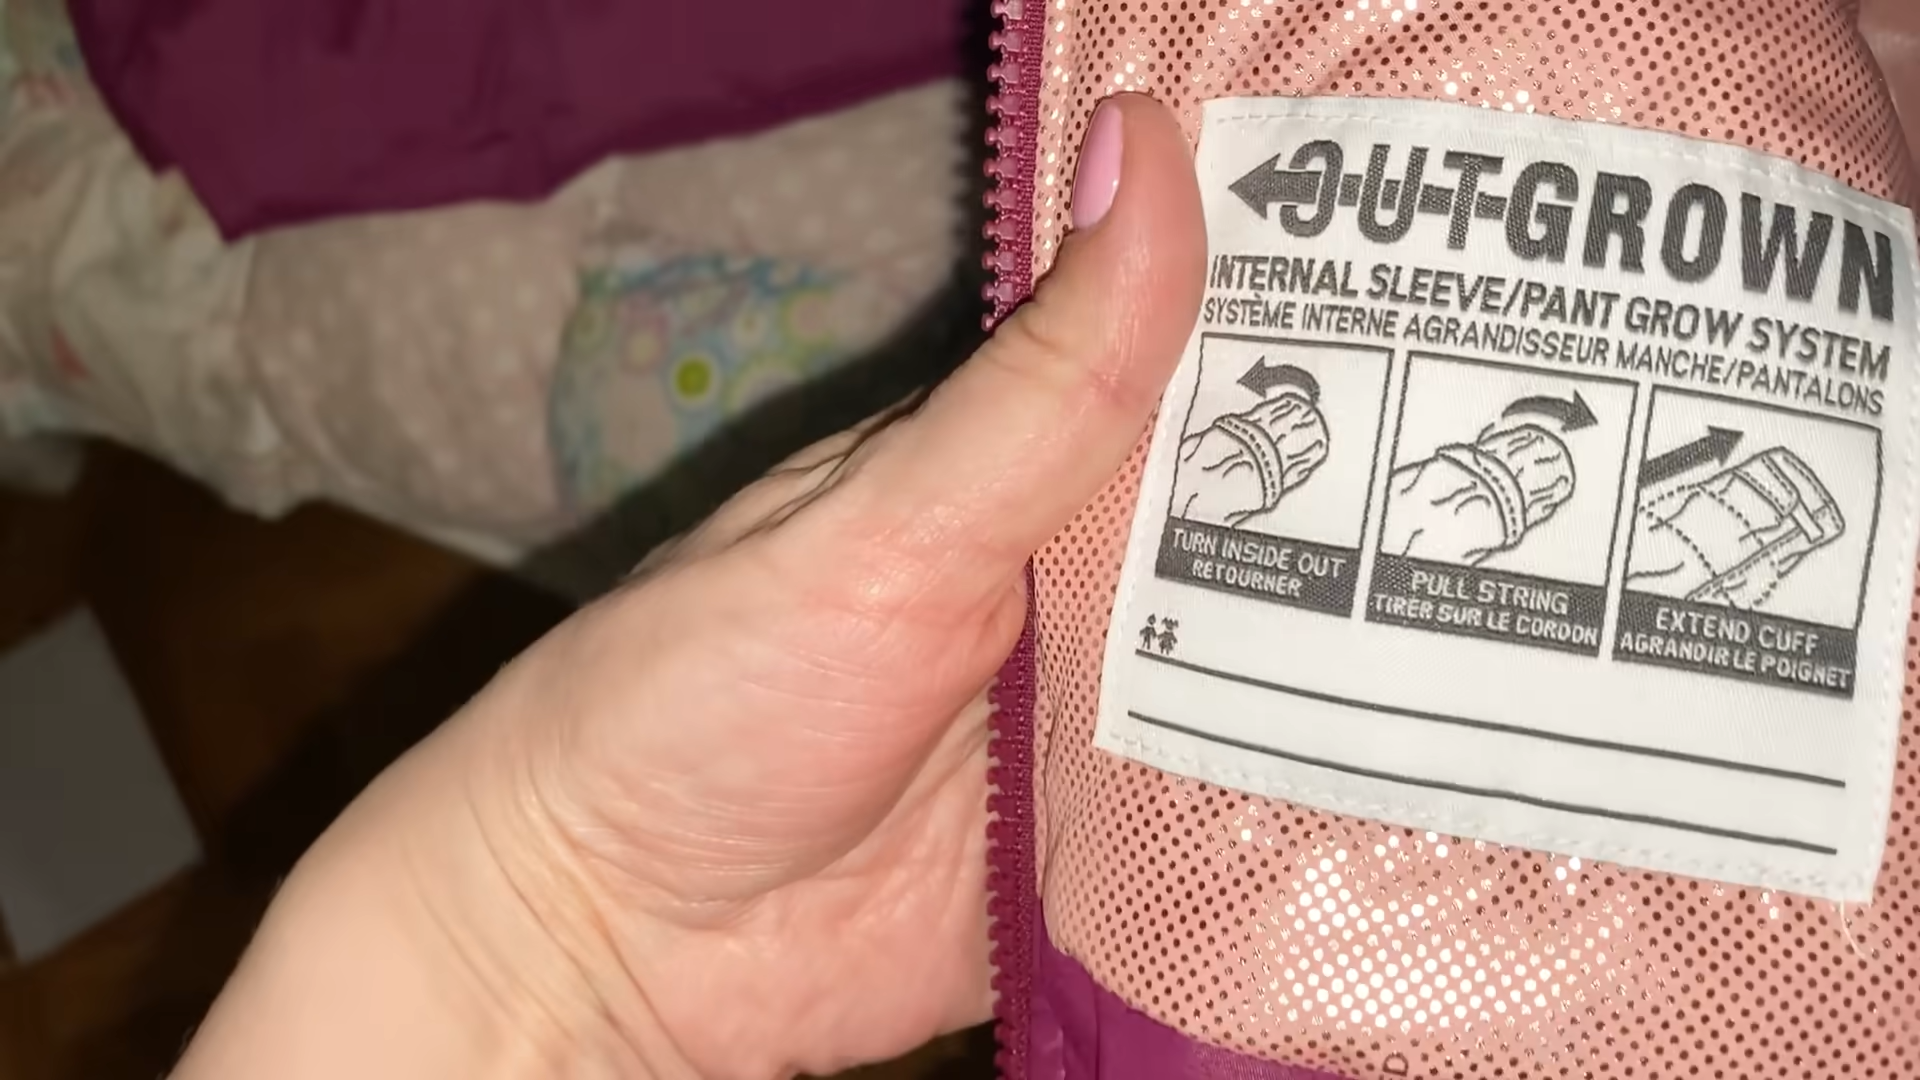 OUTGROWN
INTERNAL SLEEVE/PANT GROW SYSTEM
SYSTÈME INTERNE AGRANDISSEUR MANCHE/PANTALONS
TURN INSIDE OUT
RETOURNER
PULL STRING
TIRER SUR LE CORDON
EXTEND CUFF
AGRANDIR LE POIGNET